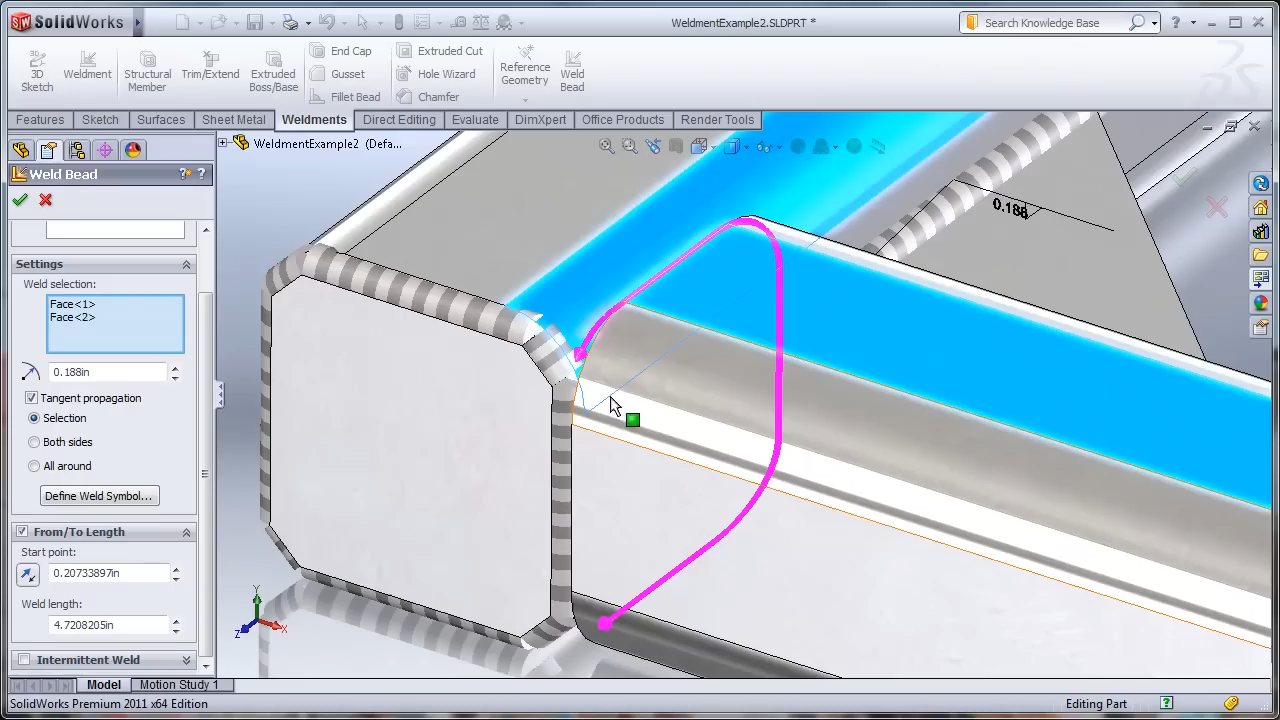 SolidWorks
WeldmentExample2.SLDPRT *
Search Knowledge Base
3D Sketch
Weldment
Structural Member
Trim/Extend
Extruded Boss/Base
End Cap
Gusset
Fillet Bead
Extruded Cut
Hole Wizard
Chamfer
Reference Geometry
Weld Bead
Features
Sketch
Surfaces
Sheet Metal
Weldments
Direct Editing
Evaluate
DimXpert
Office Products
Render Tools
WeldmentExample2 (Defa...
Weld Bead
Settings
Weld selection:
Face<1>
Face<2>
0.188in
Tangent propagation
Selection
Both sides
All around
Define Weld Symbol...
From/To Length
Start point:
0.20733897in
Weld length:
4.7208205in
Intermittent Weld
0.188
Y
X
Z
Model
Motion Study 1
SolidWorks Premium 2011 x64 Edition
Editing Part